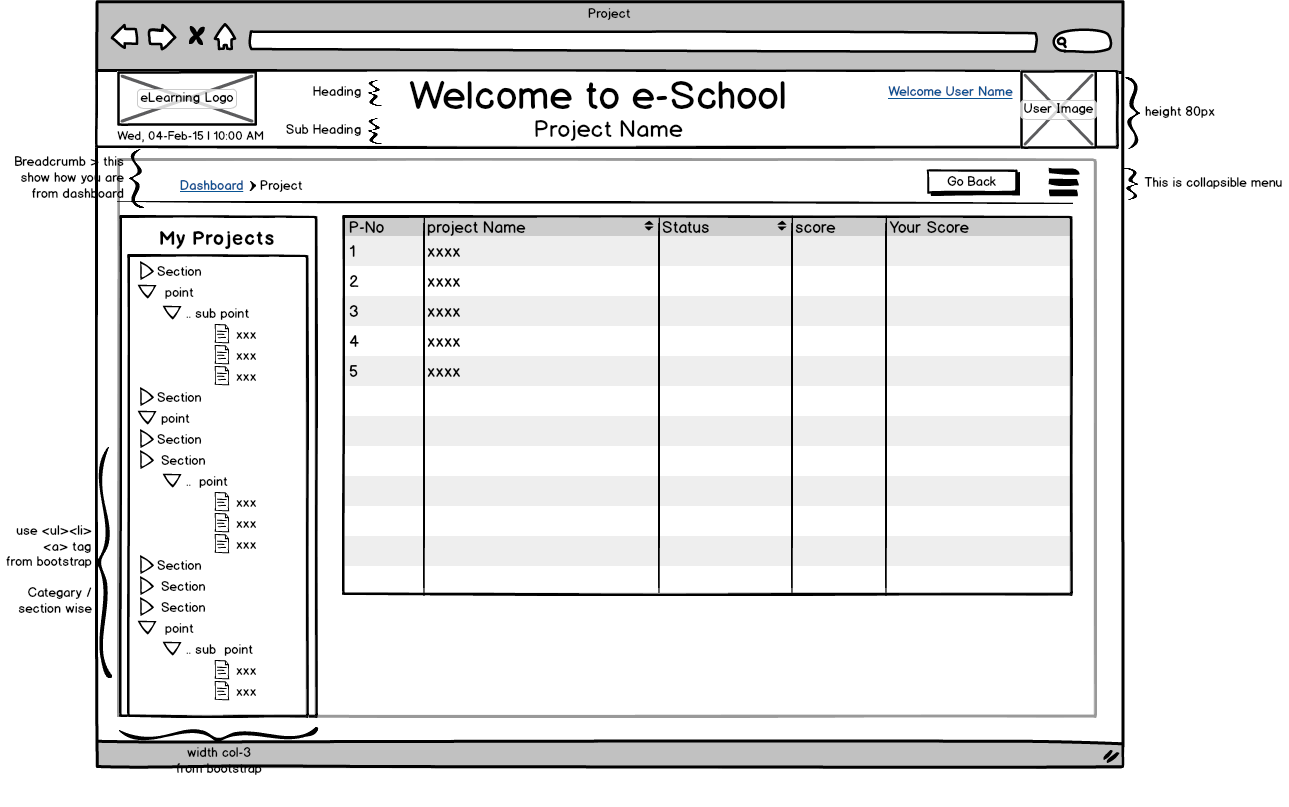 Project
eLearning Logo
Wed, 04-Feb-15 | 10:00 AM
Heading
Sub Heading
Welcome to e-School
Project Name
Welcome User Name
User Image
height 80px
Breadcrumb > this
show how you are
from dashboard
Dashboard > Project
Go Back
This is collapsible menu
My Projects
Section
point
.. sub point
xxx
xxx
xxx
Section
point
Section
Section
.. point
xxx
xxx
xxx
Section
Section
Section
point
.. sub point
xxx
xxx
P-No project Name Status score Your Score
1 xxxx
2 xxxx
3 xxxx
4 xxxx
5 xxxx
use <ul><li>
<a> tag
from bootstrap
Categary /
section wise
width col-3
from bootstrap